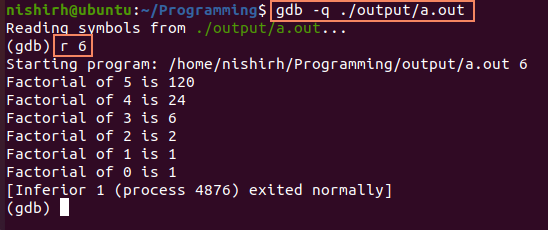 nishirh@ubuntu:~/Programming$ gdb -q ./output/a.out
Reading symbols from ./output/a.out...
(gdb) r 6
Starting program: /home/nishirh/Programming/output/a.out 6
Factorial of 5 is 120
Factorial of 4 is 24
Factorial of 3 is 6
Factorial of 2 is 2
Factorial of 1 is 1
Factorial of 0 is 1
[Inferior 1 (process 4876) exited normally]
(gdb)